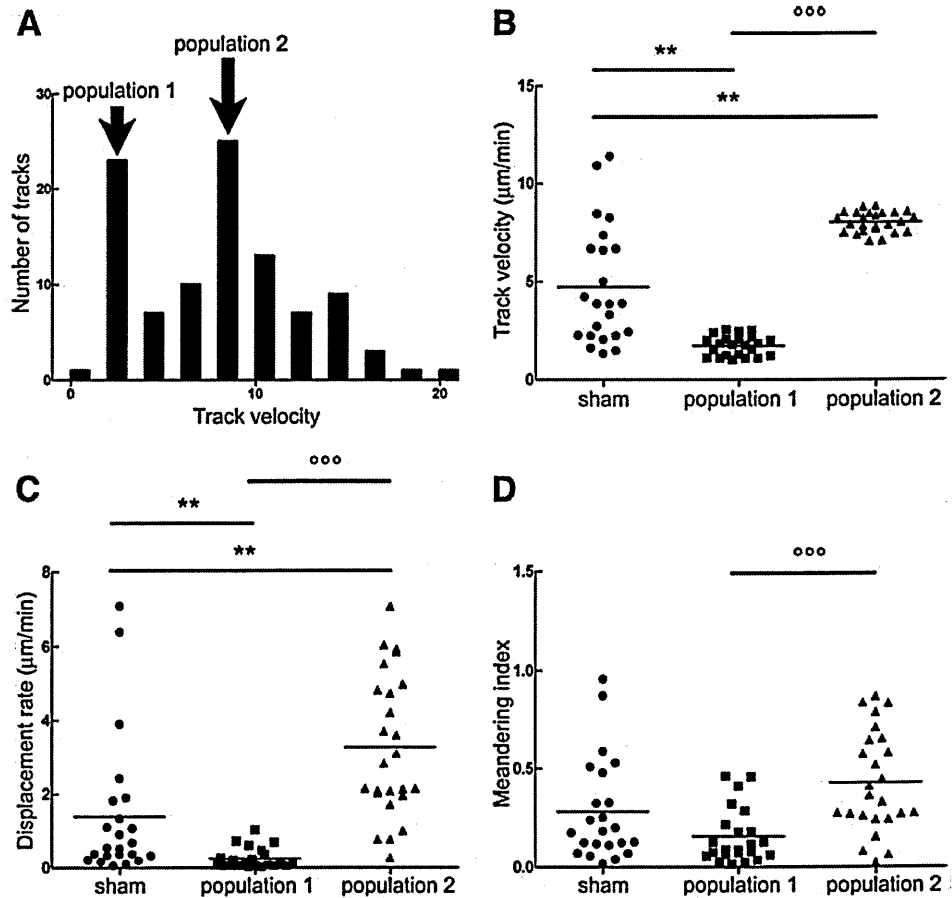 A
population 2
population 1
30
20
10
0
Number of tracks
0 10 20
Track velocity
B
°°°
**
**
15
10
5
0
Track velocity (µm/min)
sham population 1 population 2
C
°°°
**
**
8
6
4
2
0
Displacement rate (µm/min)
sham population 1 population 2
D
°°°
1.5
1.0
0.5
0.0
Meandering index
sham population 1 population 2